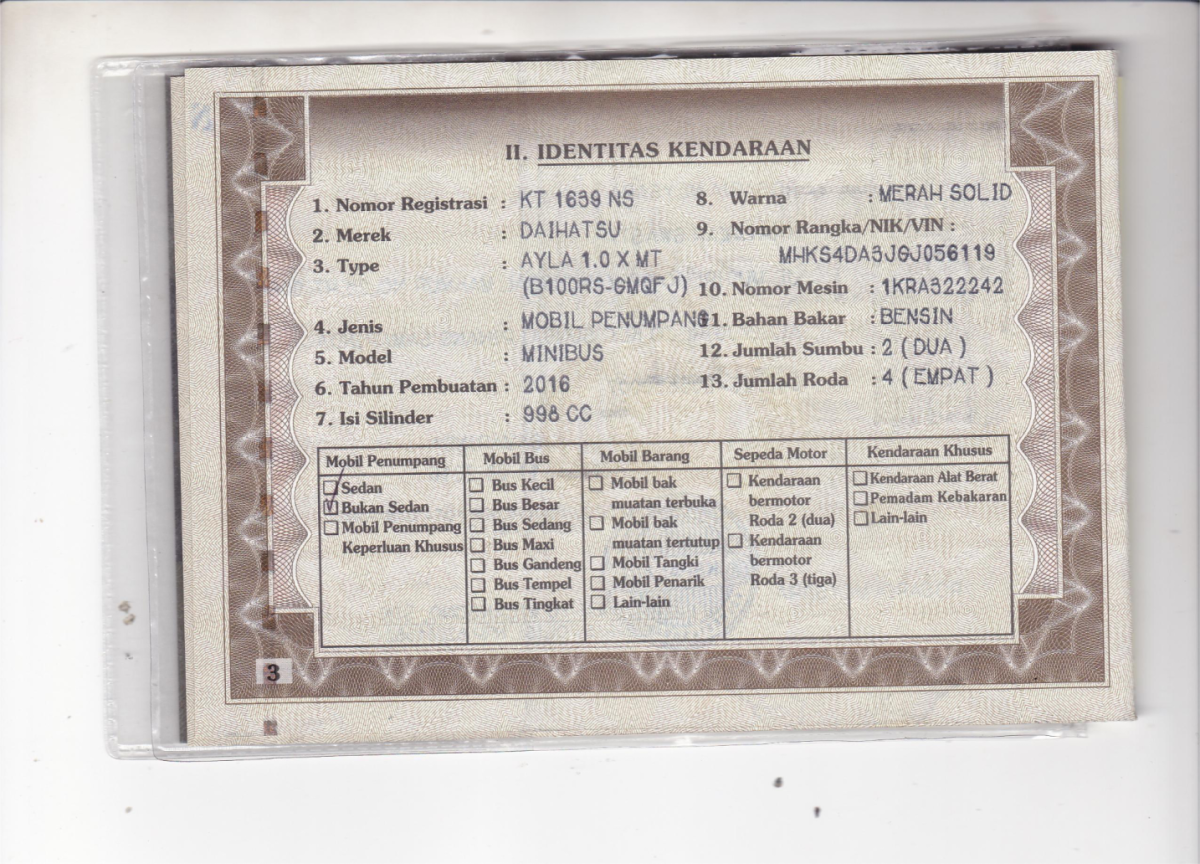 II. IDENTITAS KENDARAAN
1. Nomor Registrasi : KT 1639 NS
2. Merek : DAIHATSU
3. Type : AYLA 1.0 X MT
(B100RS-GMQFJ)
4. Jenis : MOBIL PENUMPANG
5. Model : MINIBUS
6. Tahun Pembuatan : 2016
7. Isi Silinder : 998 CC
8. Warna : MERAH SOLID
9. Nomor Rangka/NIK/VIN :
MHKS4DA3JGJ056119
10. Nomor Mesin : 1KRA322242
11. Bahan Bakar : BENSIN
12. Jumlah Sumbu : 2 ( DUA )
13. Jumlah Roda : 4 ( EMPAT )
Mobil Penumpang
Sedan
Bukan Sedan
Mobil Penumpang
Keperluan Khusus
Mobil Bus
Bus Kecil
Bus Besar
Bus Sedang
Bus Maxi
Bus Gandeng
Bus Tempel
Bus Tingkat
Mobil Barang
Mobil bak
muatan terbuka
Mobil bak
muatan tertutup
Mobil Tangki
Mobil Penarik
Lain-lain
Sepeda Motor
Kendaraan
bermotor
Roda 2 (dua)
Kendaraan
bermotor
Roda 3 (tiga)
Kendaraan Khusus
Kendaraan Alat Berat
Pemadam Kebakaran
Lain-lain
3